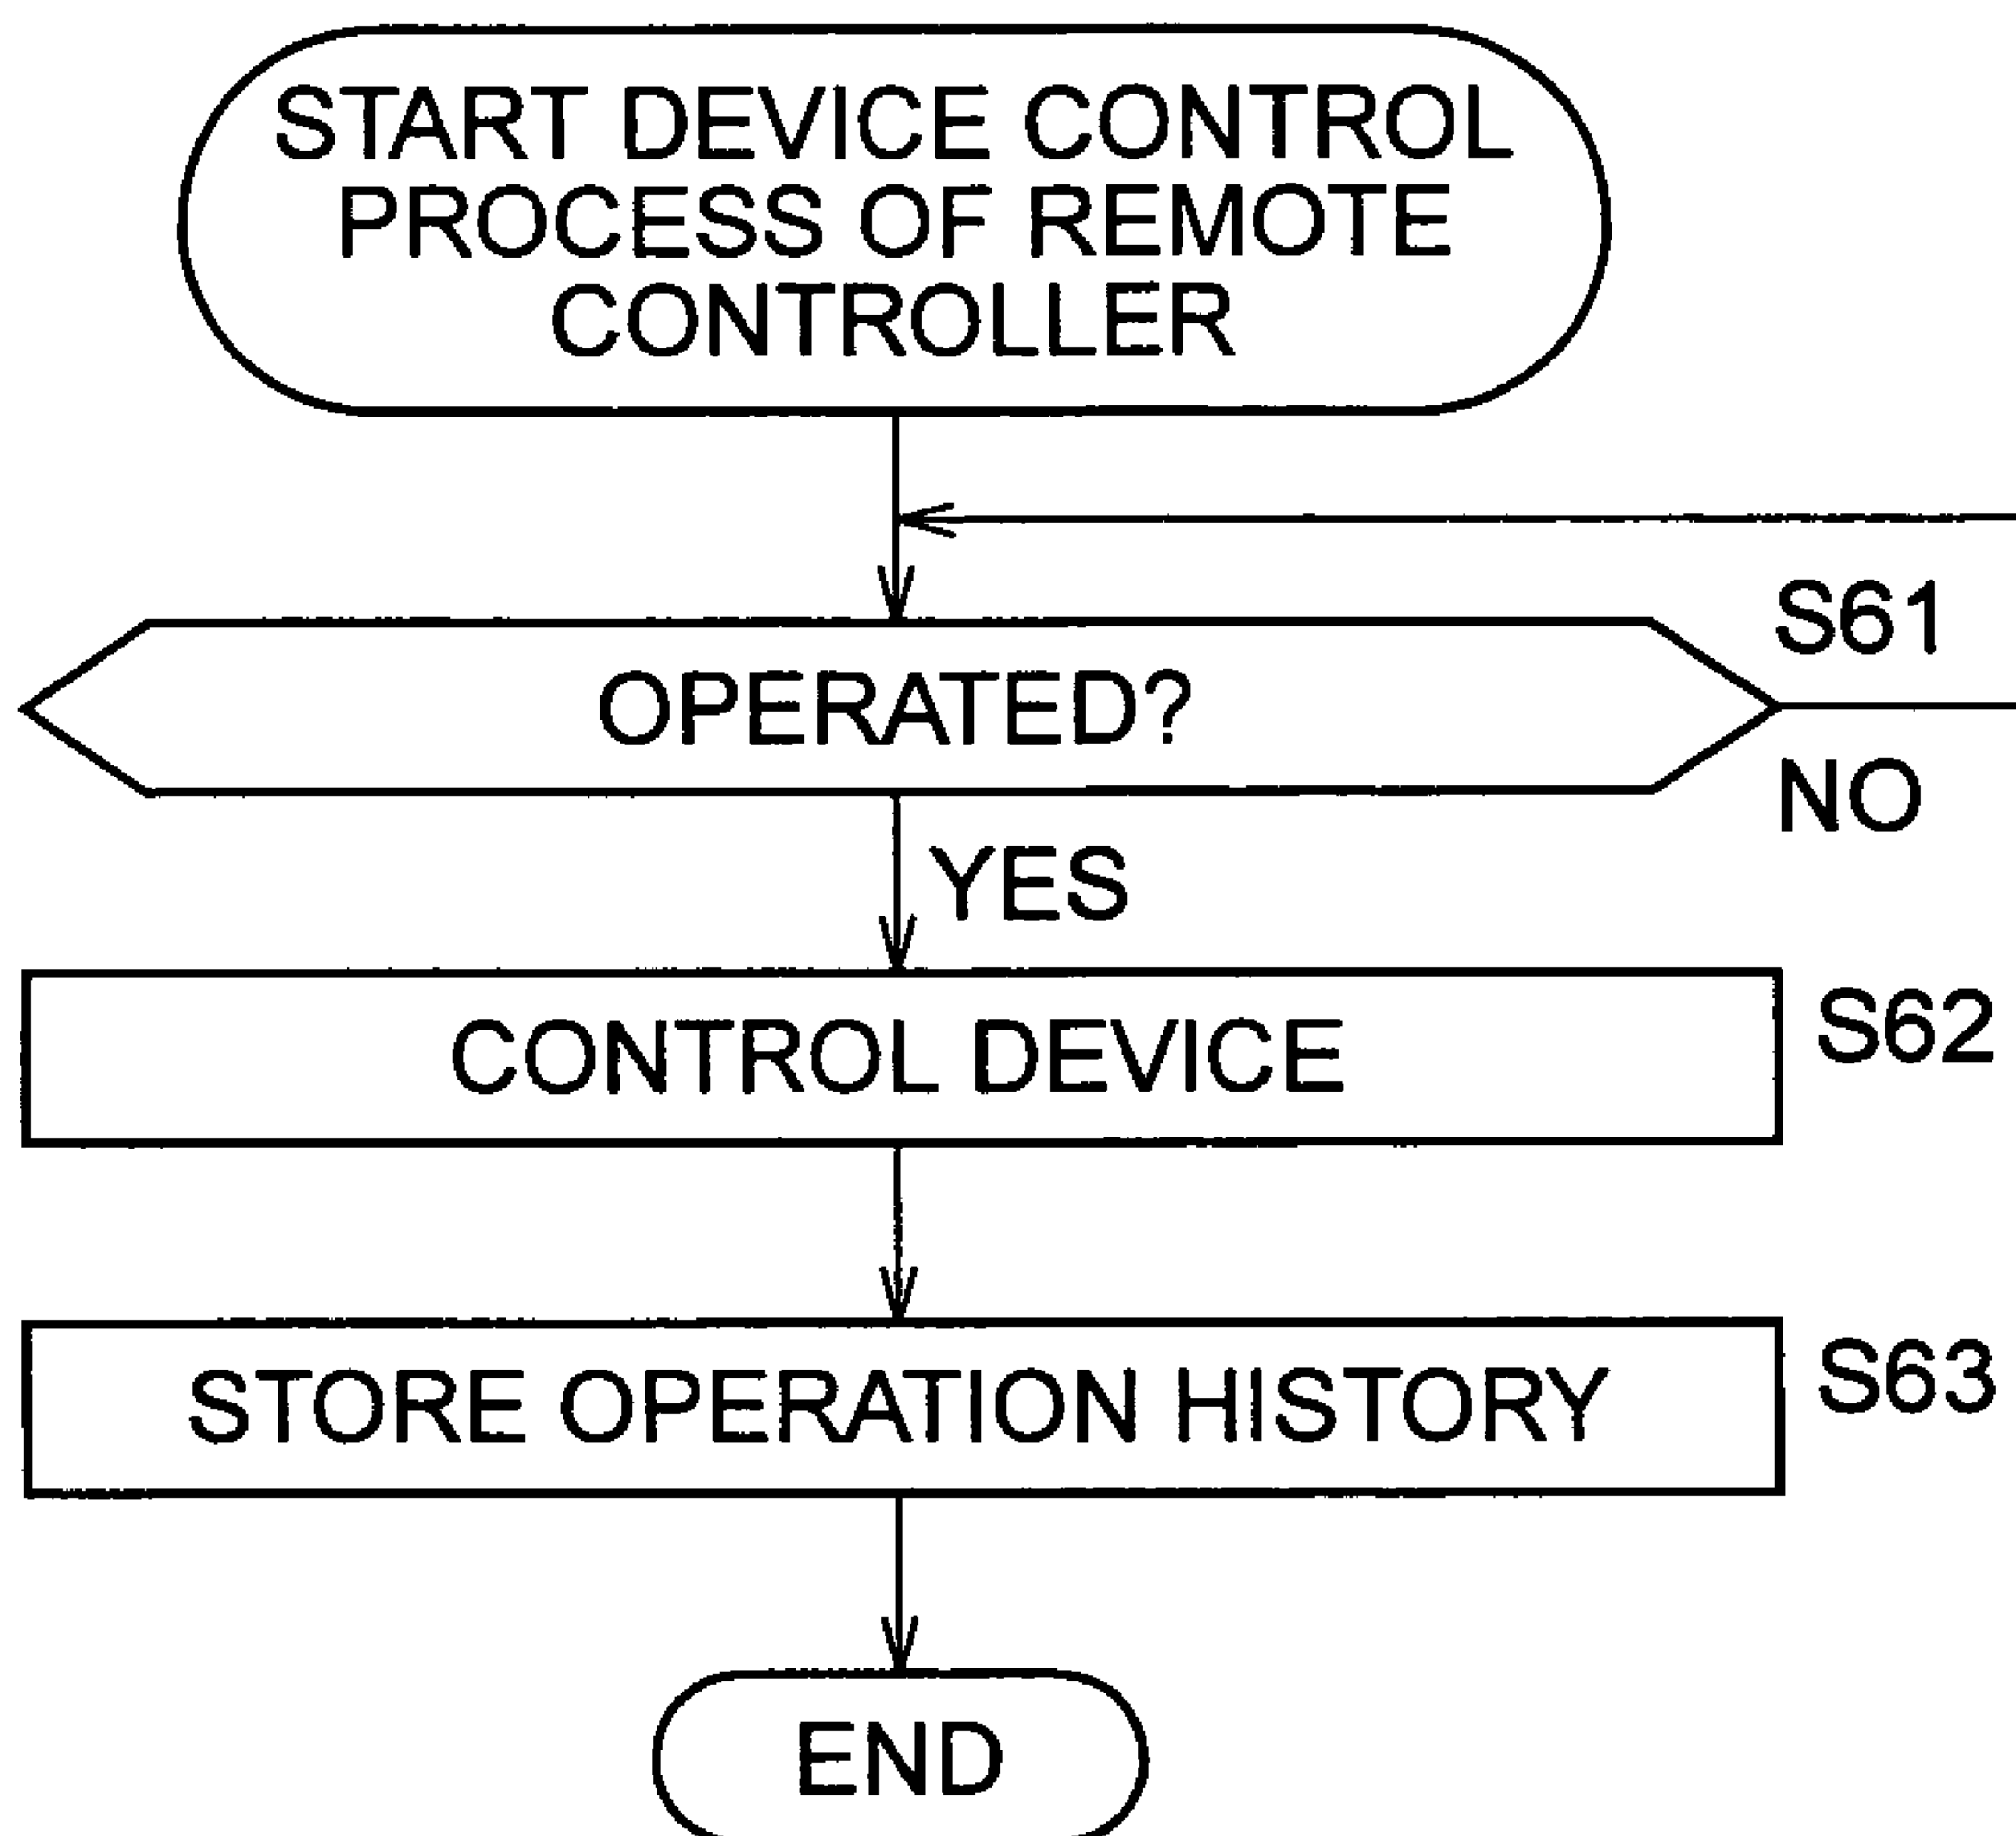 START DEVICE CONTROL
PROCESS OF REMOTE
CONTROLLER
S61
OPERATED?
NO
YES
S62
CONTROL DEVICE
S63
STORE OPERATION HISTORY
END